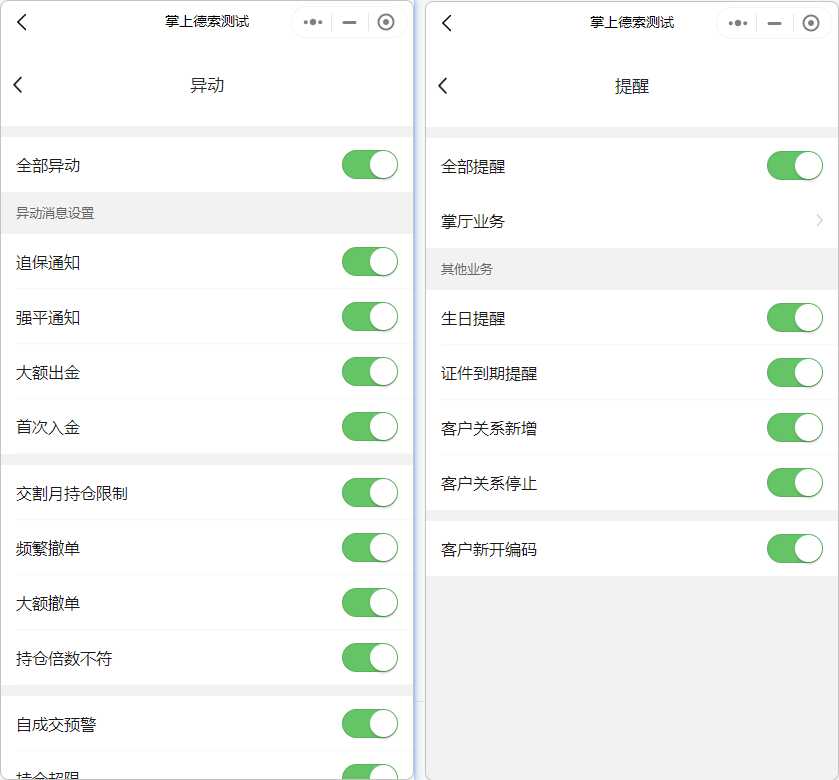 掌上德索测试
异动
全部异动
异动消息设置
追保通知
强平通知
大额出金
首次入金
交割月持仓限制
频繁撤单
大额撤单
持仓倍数不符
自成交预警
持仓超限
掌上德索测试
提醒
全部提醒
掌厅业务
其他业务
生日提醒
证件到期提醒
客户关系新增
客户关系停止
客户新开编码